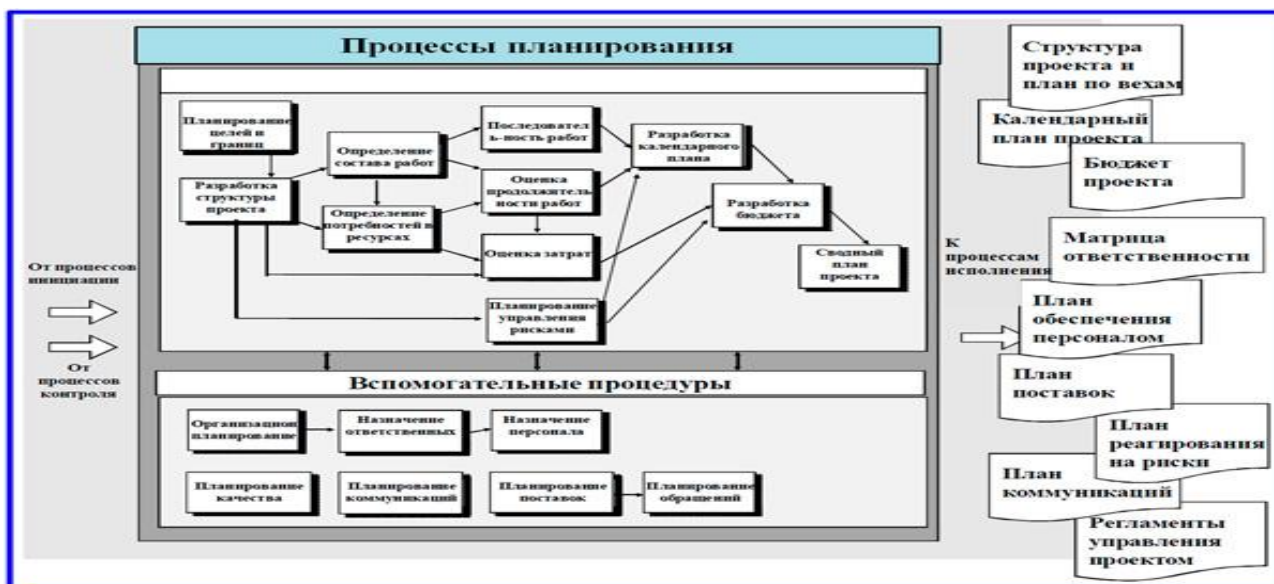 Процессы планирования
Планирование
целей и
границ
Разработка
структуры
проекта
Определение
состава работ
Определение
потребностей в
ресурсах
Последовател
ь-ность работ
Оценка
продолжитель
ности работ
Оценка затрат
Планирование
управления
рисками
Разработка
календарного
плана
Разработка
бюджета
Сводный
план
проекта
От процессов
инициации
От
процессов
контроля
К
процессам
исполнения
Вспомогательные процедуры
Организацион
планирование
Назначение
ответственных
Назначение
персонала
Планирование
качества
Планирование
коммуникаций
Планирование
поставок
Планирование
обращений
Структура
проекта и
план по вехам
Календарный
план проекта
Бюджет
проекта
Матрица
ответственности
План
обеспечения
персоналом
План
поставок
План
реагирования
на риски
План
коммуникаций
Регламенты
управления
проектом